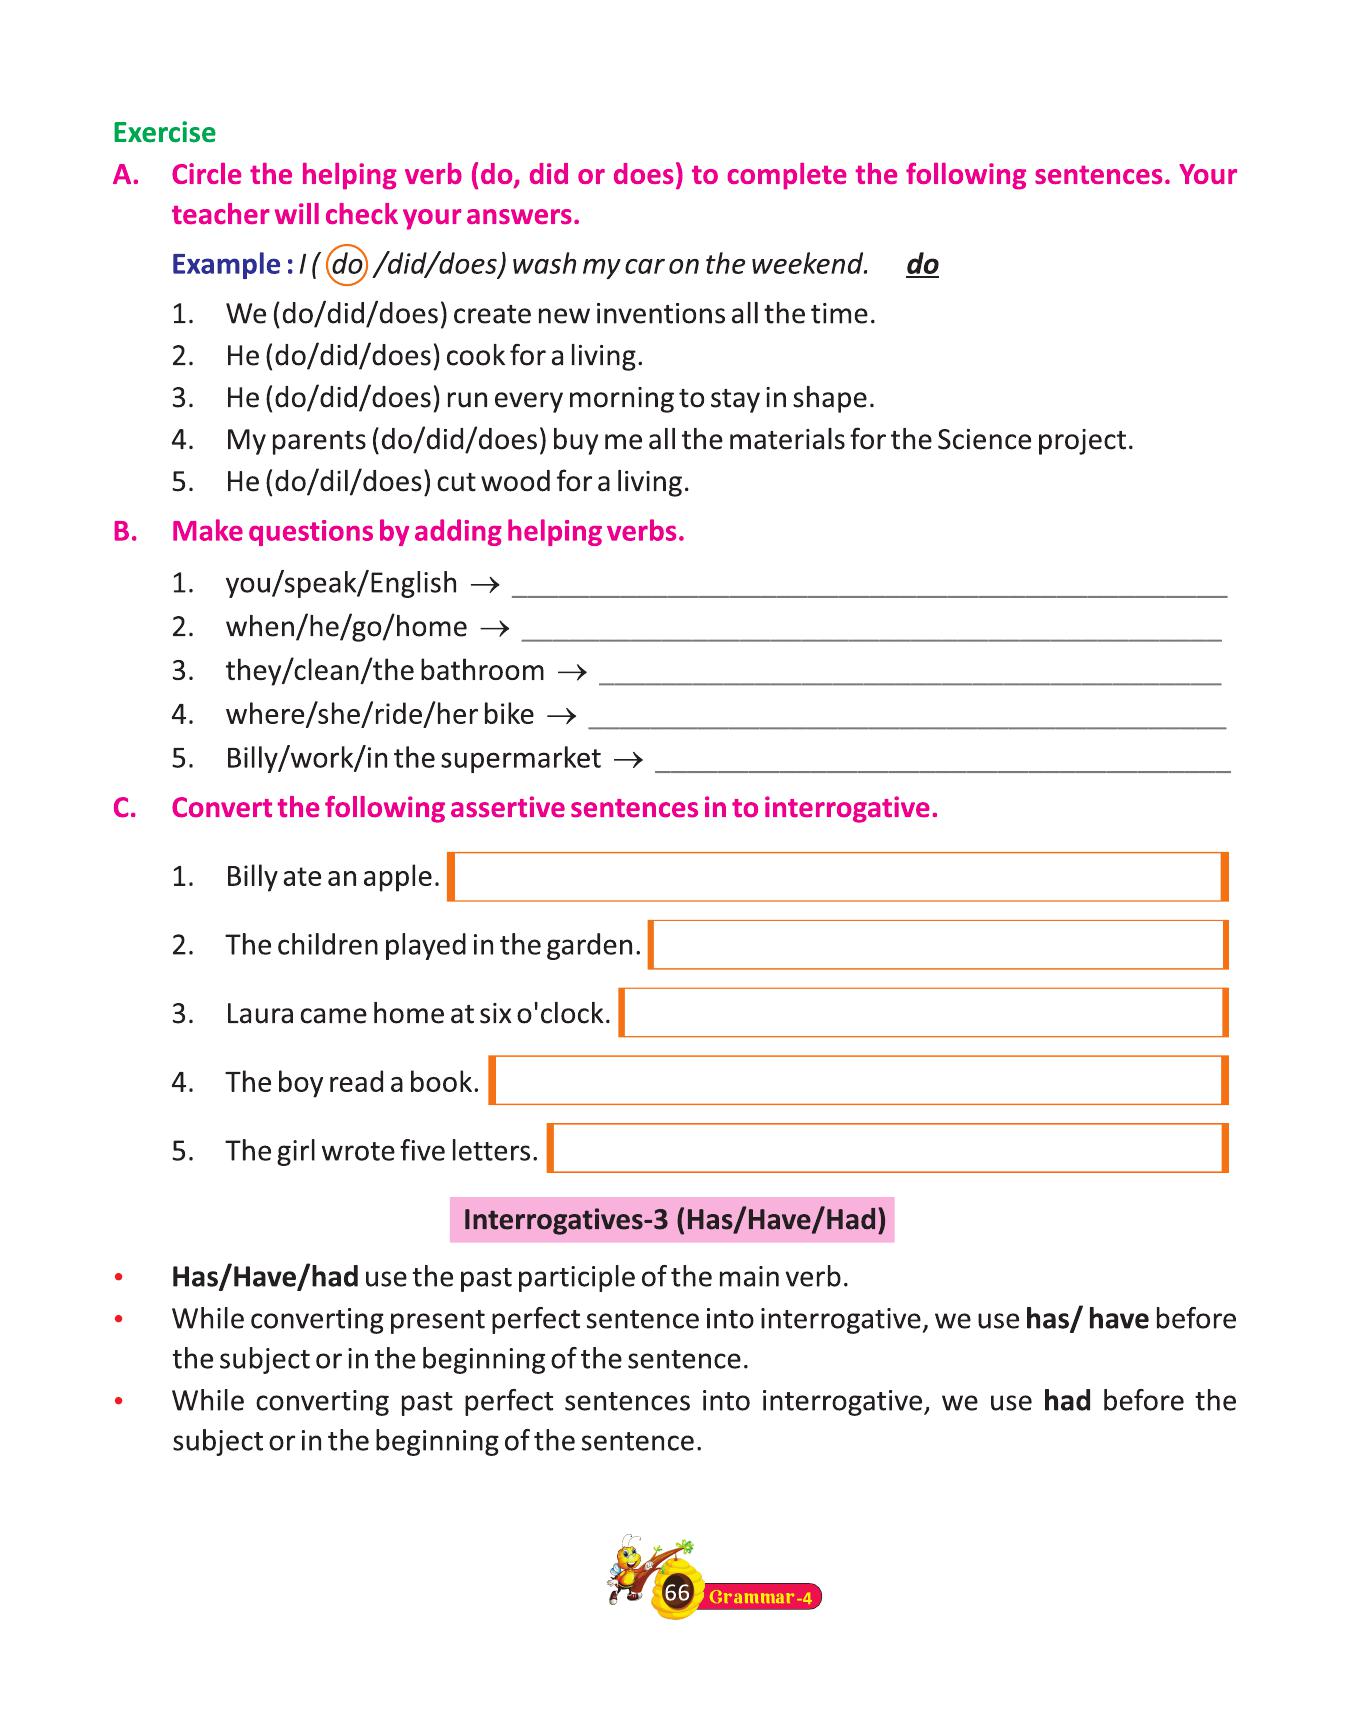 Exercise
A. Circle the helping verb (do, did or does) to complete the following sentences. Your
teacher will check your answers.
Example : I ( do /did/does) wash my car on the weekend. do
1. We (do/did/does) create new inventions all the time.
2. He (do/did/does) cook for a living.
3. He (do/did/does) run every morning to stay in shape.
4. My parents (do/did/does) buy me all the materials for the Science project.
5. He (do/dil/does) cut wood for a living.
B. Make questions by adding helping verbs.
1. you/speak/English → ________________
2. when/he/go/home → ________________
3. they/clean/the bathroom → ________________
4. where/she/ride/her bike → ________________
5. Billy/work/in the supermarket → ________________
C. Convert the following assertive sentences in to interrogative.
1. Billy ate an apple.
2. The children played in the garden.
3. Laura came home at six o'clock.
4. The boy read a book.
5. The girl wrote five letters.
Interrogatives-3 (Has/Have/Had)
• Has/Have/had use the past participle of the main verb.
• While converting present perfect sentence into interrogative, we use has/ have before
the subject or in the beginning of the sentence.
• While converting past perfect sentences into interrogative, we use had before the
subject or in the beginning of the sentence.
66 Grammar-4